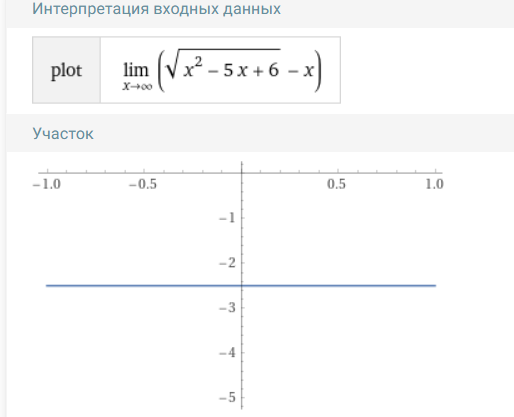 Интерпретация входных данных
plot lim x→∞ (√x² − 5 x + 6 − x)
Участок
−1.0 −0.5 0.5 1.0
−1
−2
−3
−4
−5